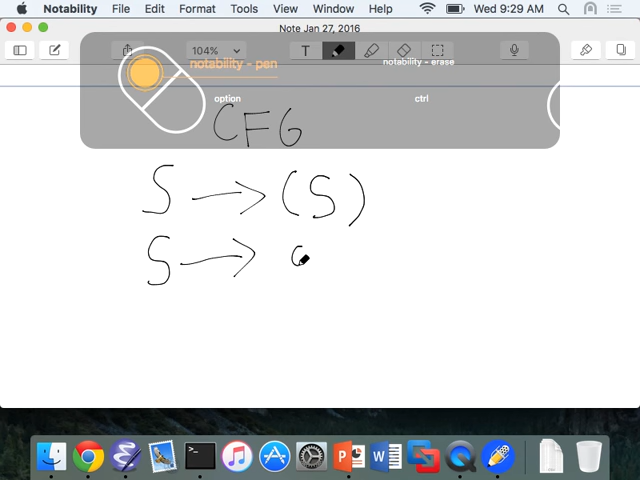 Notability File Edit Format Tools View Window Help Wed 9:29 AM
Note Jan 27, 2016
104% T
notability - pen notability - erase
option ctrl
CFG
S → (S)
S →